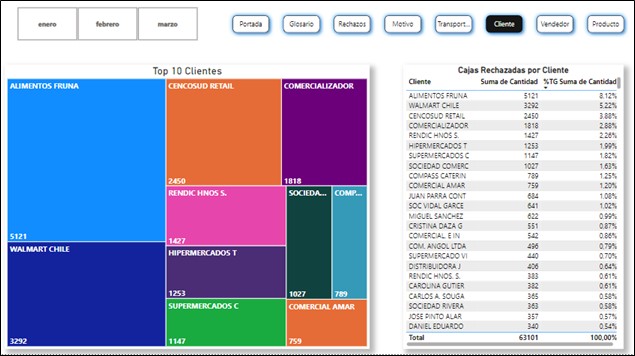 enero febrero marzo
Portada Glosario Rechazos Motivo Transport... Cliente Vendedor Producto
Top 10 Clientes
ALIMENTOS FRUNA
5121
WALMART CHILE
3292
CENCOSUD RETAIL
2450
COMERCIALIZADOR
1818
RENDIC HNOS S.
1427
HIPERMERCADOS T
1253
SUPERMERCADOS C
1147
SOCIEDA...
1027
COMP...
789
COMERCIAL AMAR
759
Cajas Rechazadas por Cliente
Cliente Suma de Cantidad %TG Suma de Cantidad
ALIMENTOS FRUNA 5121 8,12%
WALMART CHILE 3292 5,22%
CENCOSUD RETAIL 2450 3,88%
COMERCIALIZADOR 1818 2,88%
RENDIC HNOS S. 1427 2,26%
HIPERMERCADOS T 1253 1,99%
SUPERMERCADOS C 1147 1,82%
SOCIEDAD COMERC 1027 1,63%
COMPASS CATERIN 789 1,25%
COMERCIAL AMAR 759 1,20%
JUAN PARRA CONT 684 1,08%
SOC VIDAL GARCE 641 1,02%
MIGUEL SANCHEZ 622 0,99%
CRISTINA DAZA G 551 0,87%
COMERCIAL. E IN 542 0,86%
COM. ANGOL LTDA 496 0,79%
SUPERMERCADO VI 440 0,70%
DISTRIBUIDORA J 406 0,64%
RENDIC HNOS. S. 383 0,61%
CAROLINA GUTIER 382 0,61%
CARLOS A. SOUGA 365 0,58%
SOCIEDAD RIVERA 363 0,58%
JOSE PINTO ALAR 357 0,57%
DANIEL EDUARDO 340 0,54%
Total 63101 100,00%